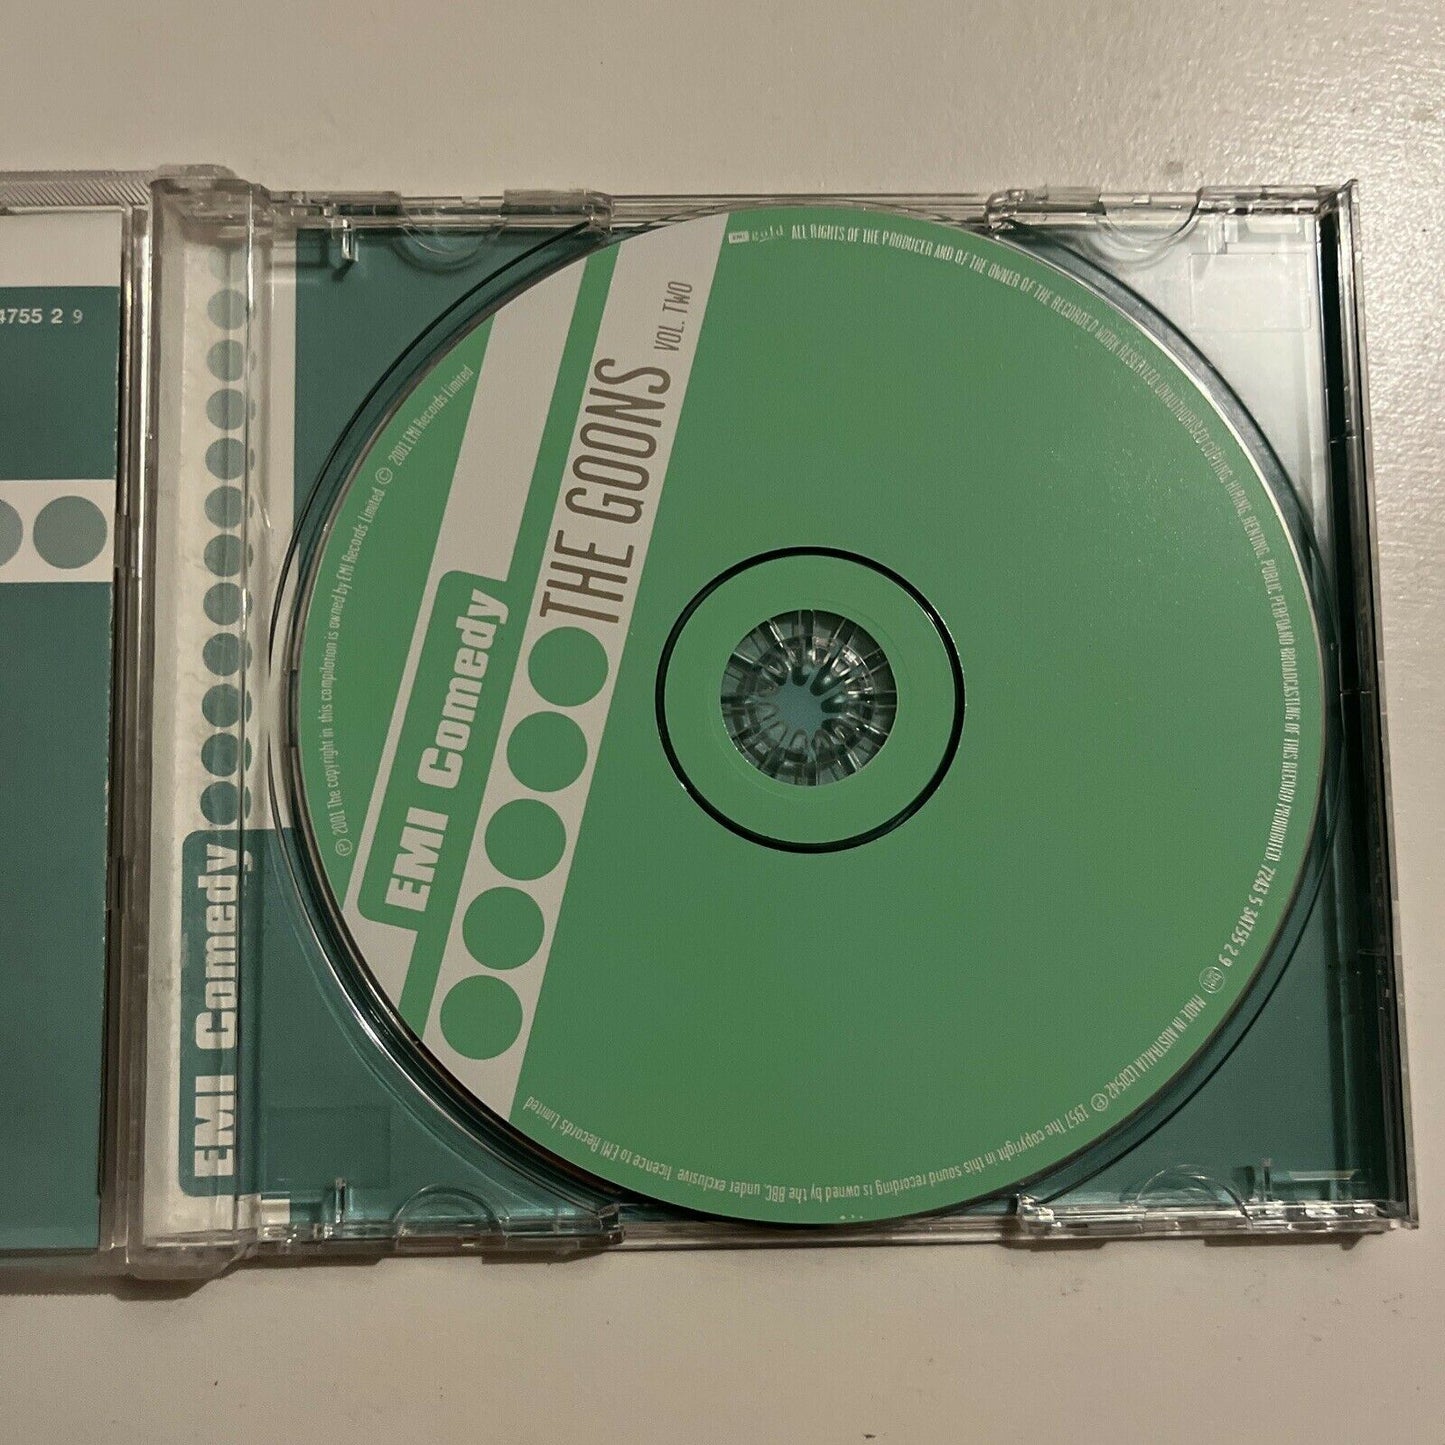 4755 2 9
EMI Comedy
EMI Comedy
THE GOONS VOL. TWO
℗ 2001 The copyright in this compilation is owned by EMI Records Limited © 2001 EMI Records Limited
EMI gold ALL RIGHTS OF THE PRODUCER AND OF THE OWNER OF THE RECORDED WORK RESERVED. UNAUTHORISED COPYING, HIRING, RENTING, PUBLIC PERFOAND BROADCASTING OF THIS RECORD PROHIBITED. 7243 5 34755 2 9
MADE IN AUSTRALIA LC0542 ℗ 1957 The copyright in this sound recording is owned by the BBC, under exclusive licence to EMI Records Limited